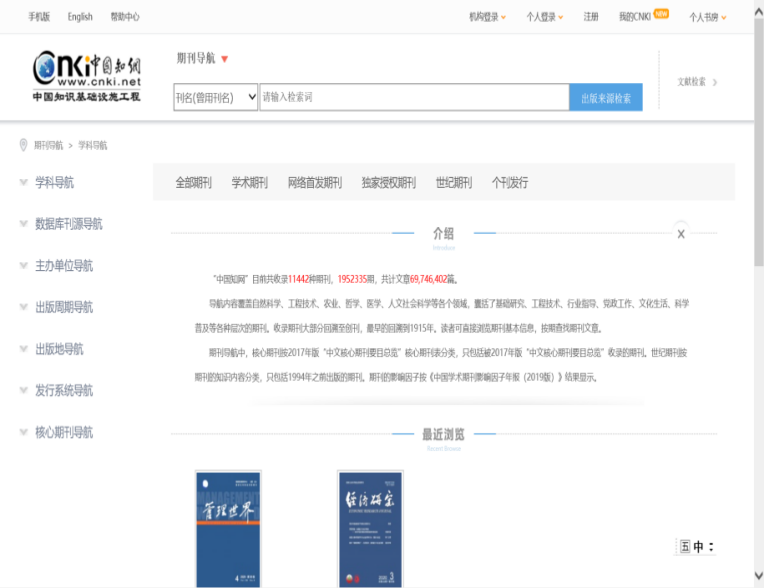 手机版 English 帮助中心 机构登录 个人登录 注册 我的CNKI NEW 个人书房
cnki中国知网
www.cnki.net
中国知识基础设施工程
期刊导航
刊名(曾用刊名) 请输入检索词 出版来源检索
文献检索
期刊导航 > 学科导航
学科导航
数据库刊源导航
主办单位导航
出版周期导航
出版地导航
发行系统导航
核心期刊导航
全部期刊 学术期刊 网络首发期刊 独家授权期刊 世纪期刊 个刊发行
介绍
Introduce
X
“中国知网”目前共收录11442种期刊，1952335期，共计文章69,746,402篇。
导航内容覆盖自然科学、工程技术、农业、哲学、医学、人文社会科学等各个领域，囊括了基础研究、工程技术、行业指导、党政工作、文化生活、科学
普及等各种层次的期刊。收录期刊大部分回溯至创刊，最早的回溯到1915年。读者可直接浏览期刊基本信息，按期查找期刊文章。
期刊导航中，核心期刊按2017年版“中文核心期刊要目总览”核心期刊表分类，只包括被2017年版“中文核心期刊要目总览”收录的期刊。世纪期刊按
期刊的知识内容分类，只包括1994年之前出版的期刊。期刊的影响因子按《中国学术期刊影响因子年报（2019版）》结果显示。
最近浏览
Recent Browse
MANAGEMENT
管理世界
4
经济研究
ECONOMIC RESEARCH JOURNAL
3
五 中 :